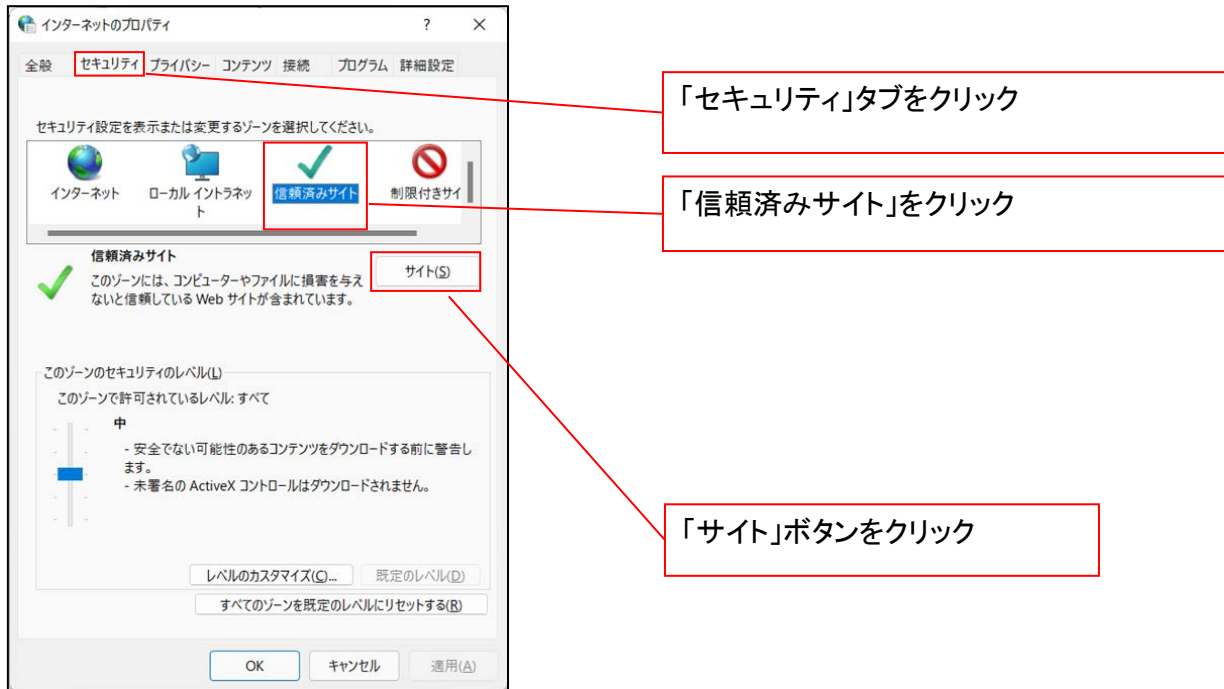 インターネットのプロパティ ? ×
全般 セキュリティ プライバシー コンテンツ 接続 プログラム 詳細設定
セキュリティ設定を表示または変更するゾーンを選択してください。
インターネット
ローカル イントラネッ
ト
信頼済みサイト
制限付きサイ
信頼済みサイト
このゾーンには、コンピューターやファイルに損害を与え
ないと信頼している Web サイトが含まれています。
サイト(S)
このゾーンのセキュリティのレベル(L)
このゾーンで許可されているレベル: すべて
中
- 安全でない可能性のあるコンテンツをダウンロードする前に警告し
ます。
- 未署名の ActiveX コントロールはダウンロードされません。
レベルのカスタマイズ(C)... 既定のレベル(D)
すべてのゾーンを既定のレベルにリセットする(R)
OK キャンセル 適用(A)
「セキュリティ」タブをクリック
「信頼済みサイト」をクリック
「サイト」ボタンをクリック